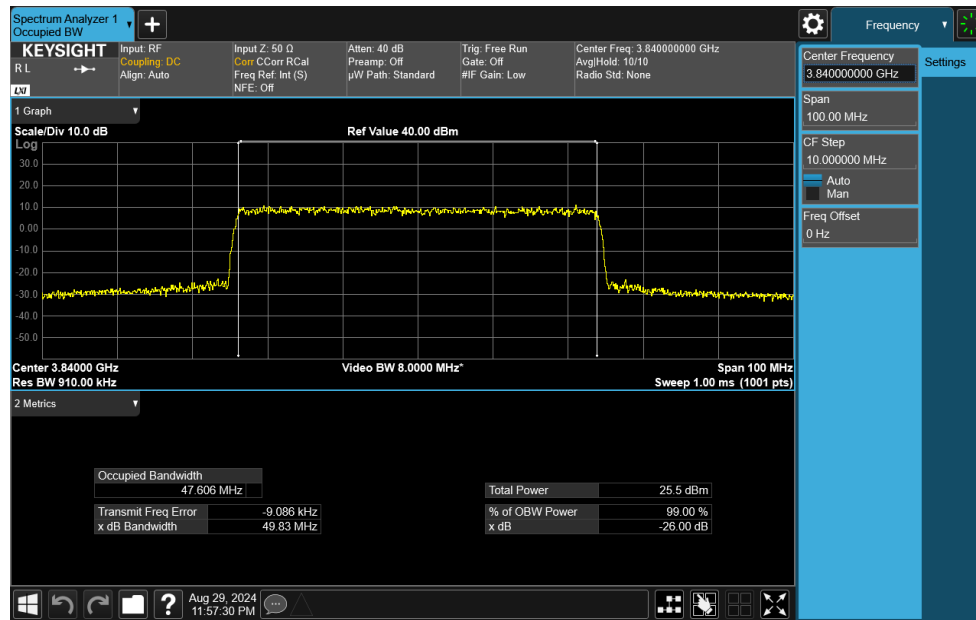 Spectrum Analyzer 1
Occupied BW
KEYSIGHT
R L
LXI
Input: RF
Coupling: DC
Align: Auto
Input Z: 50 Ω
Corr CCorr RCal
Freq Ref: Int (S)
NFE: Off
Atten: 40 dB
Preamp: Off
µW Path: Standard
Trig: Free Run
Gate: Off
#IF Gain: Low
Center Freq: 3.840000000 GHz
Avg|Hold: 10/10
Radio Std: None
1 Graph
Scale/Div 10.0 dB
Ref Value 40.00 dBm
Log
30.0
20.0
10.0
0.00
-10.0
-20.0
-30.0
-40.0
-50.0
Center 3.84000 GHz
Video BW 8.0000 MHz*
Span 100 MHz
Res BW 910.00 kHz
Sweep 1.00 ms (1001 pts)
2 Metrics
Occupied Bandwidth
47.606 MHz
Transmit Freq Error -9.086 kHz
x dB Bandwidth 49.83 MHz
Total Power 25.5 dBm
% of OBW Power 99.00 %
x dB -26.00 dB
Aug 29, 2024
11:57:30 PM
Frequency
Settings
Center Frequency
3.840000000 GHz
Span
100.00 MHz
CF Step
10.000000 MHz
Auto
Man
Freq Offset
0 Hz